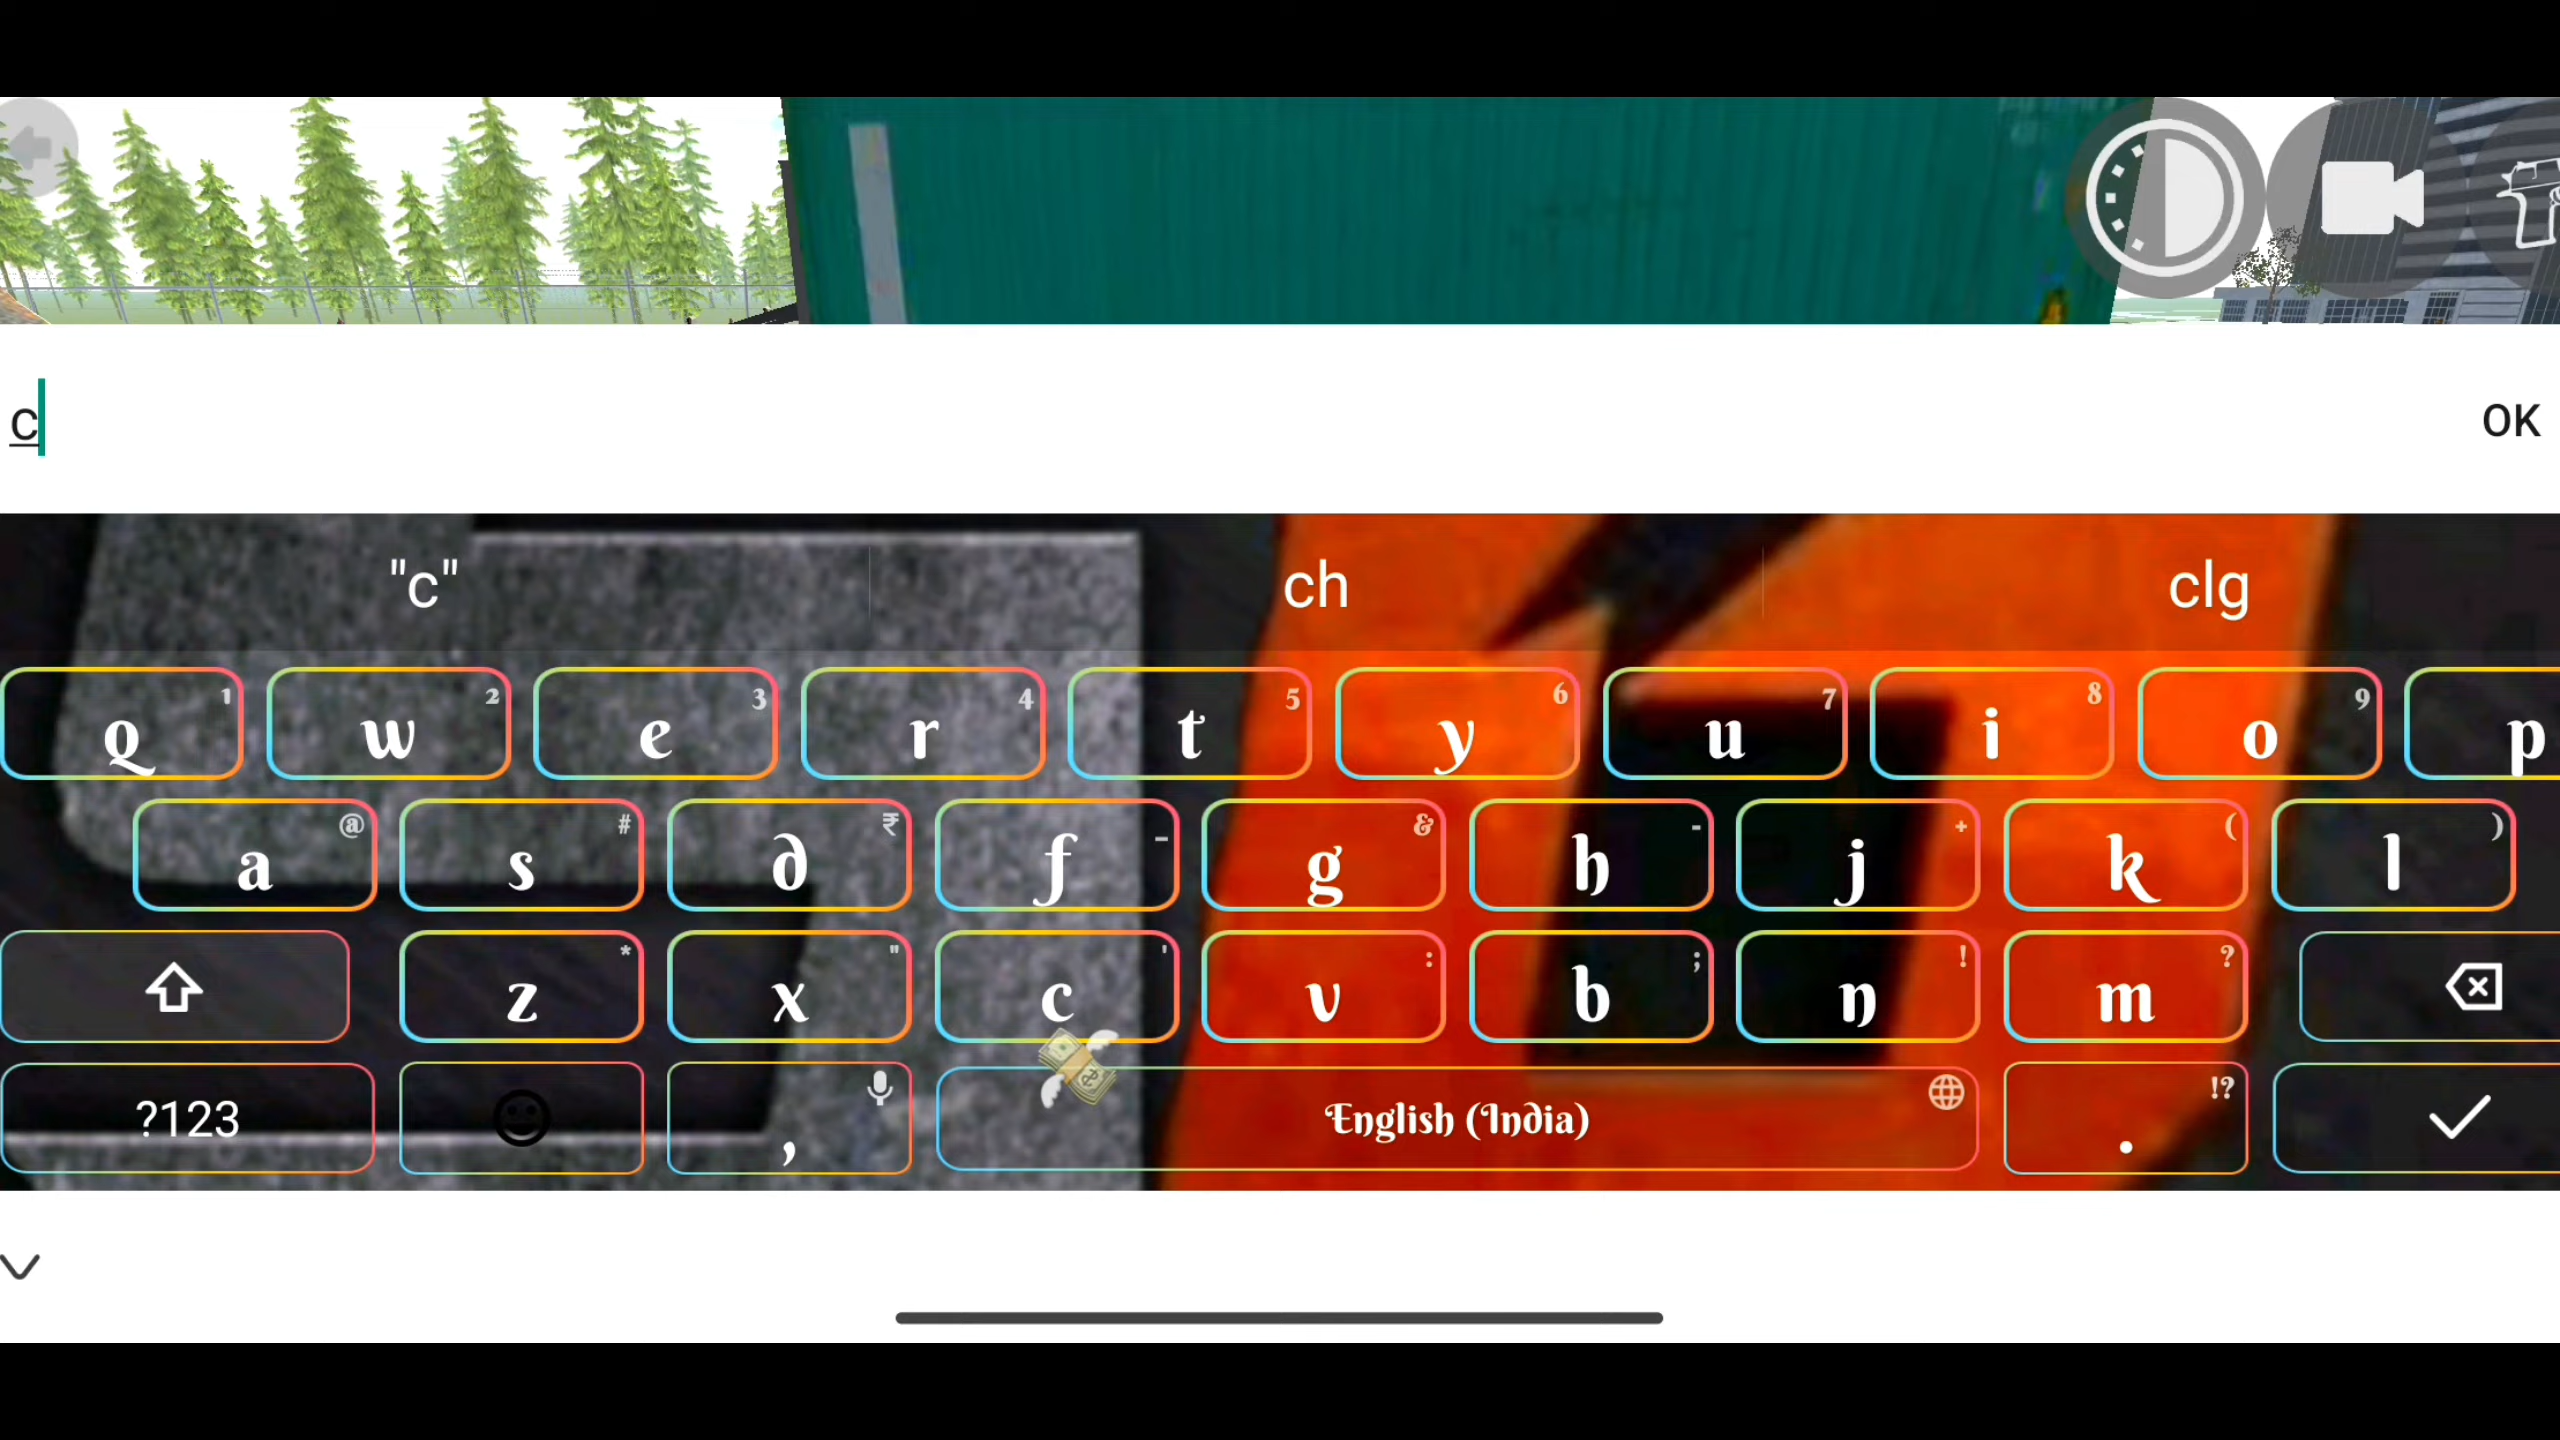 c
OK
"c" ch clg
1 2 3 4 5 6 7 8 9
q w e r t y u i o p
@ # ₹ _ & - + ( )
a s d f g h j k l
* " ' : ; ! ?
z x c v b n m
!?
?123 , English (India) .